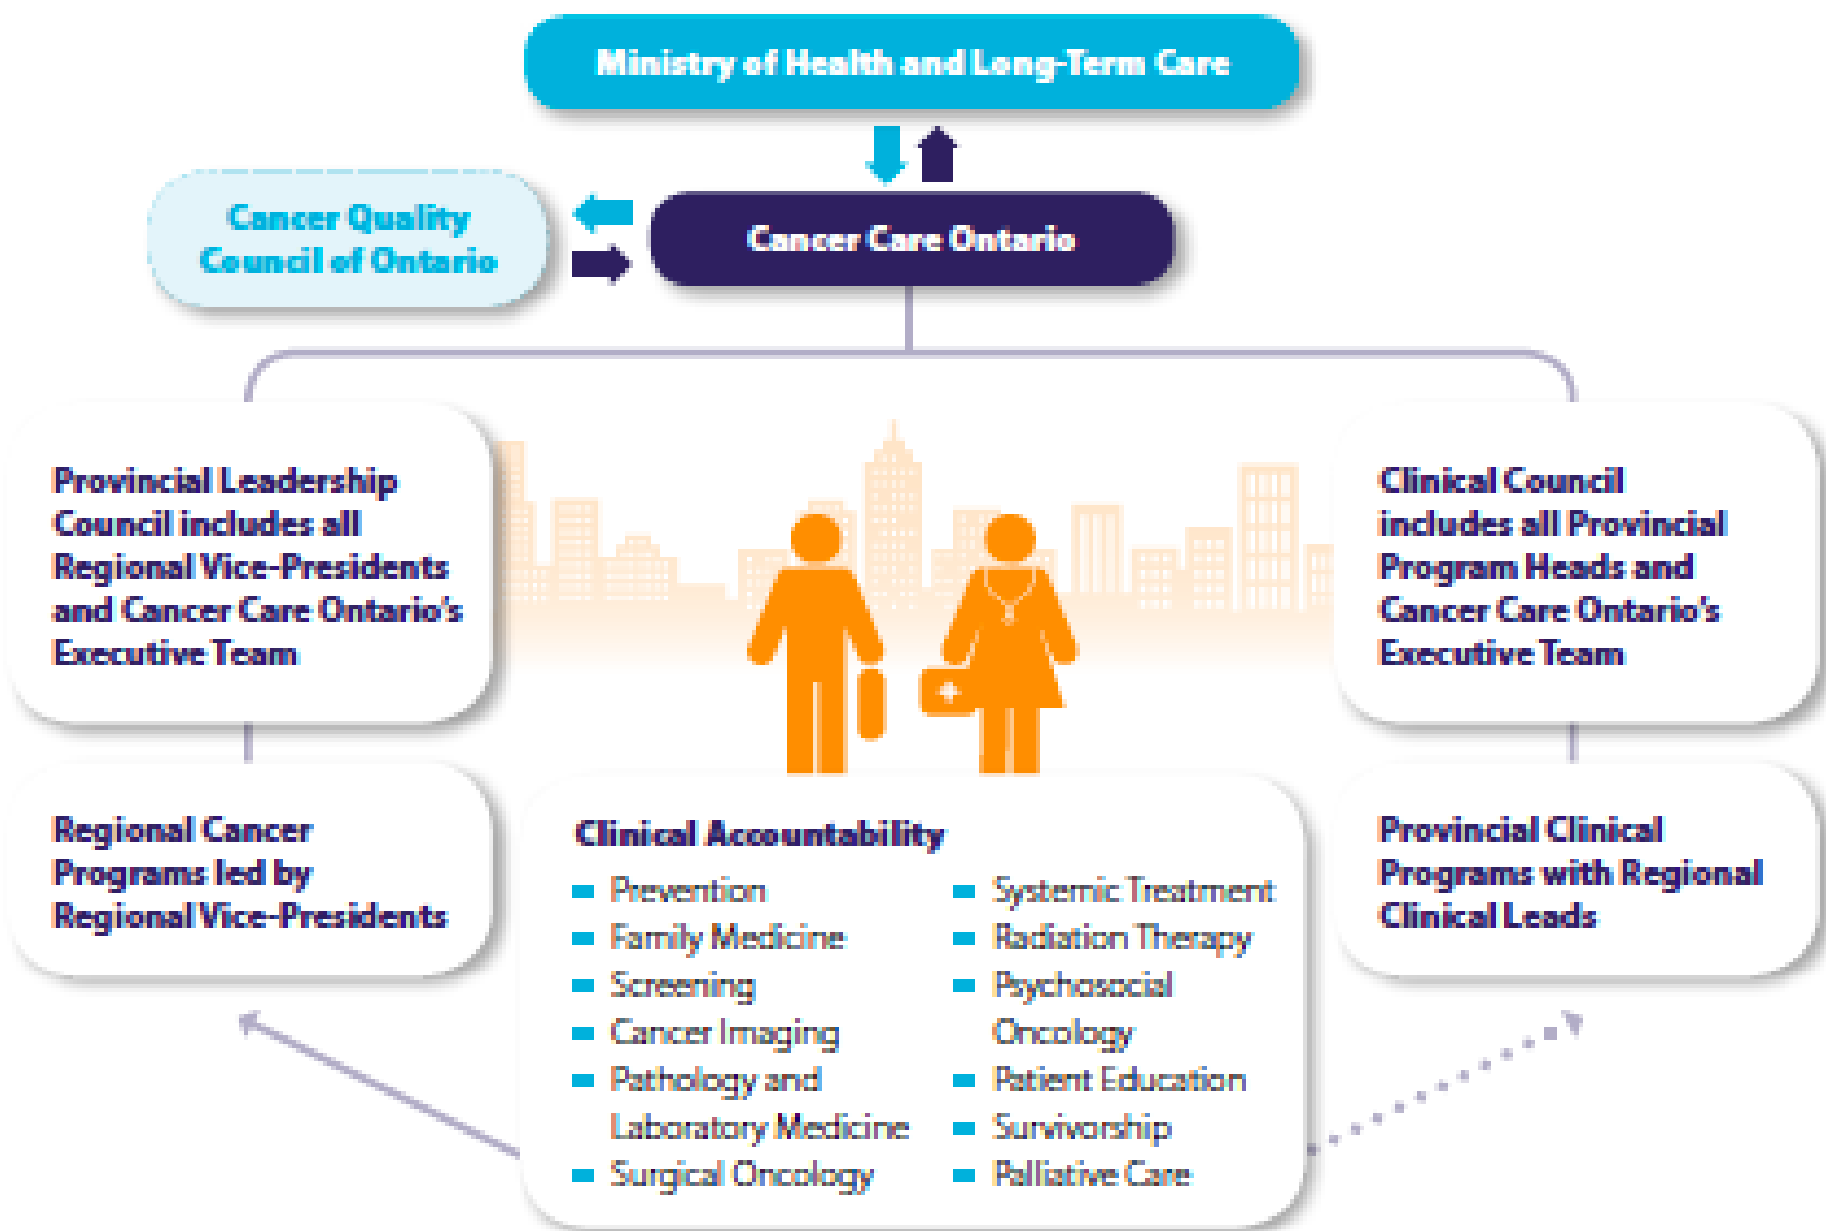 Ministry of Health and Long-Term Care
Cancer Quality
Council of Ontario
Cancer Care Ontario
Provincial Leadership
Council includes all
Regional Vice-Presidents
and Cancer Care Ontario's
Executive Team
Clinical Council
includes all Provincial
Program Heads and
Cancer Care Ontario's
Executive Team
Regional Cancer
Programs led by
Regional Vice-Presidents
Clinical Accountability
Prevention
Family Medicine
Screening
Cancer Imaging
Pathology and
Laboratory Medicine
Surgical Oncology
Systemic Treatment
Radiation Therapy
Psychosocial
Oncology
Patient Education
Survivorship
Palliative Care
Provincial Clinical
Programs with Regional
Clinical Leads